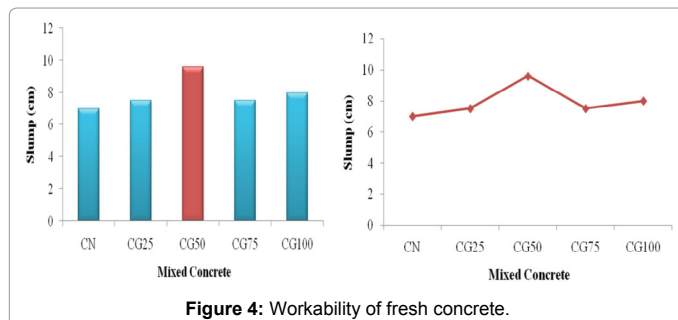 12
10
8
6
4
2
0
Slump (cm)
CN CG25 CG50 CG75 CG100
Mixed Concrete
12
10
8
6
4
2
0
Slump (cm)
CN CG25 CG50 CG75 CG100
Mixed Concrete
Figure 4: Workability of fresh concrete.